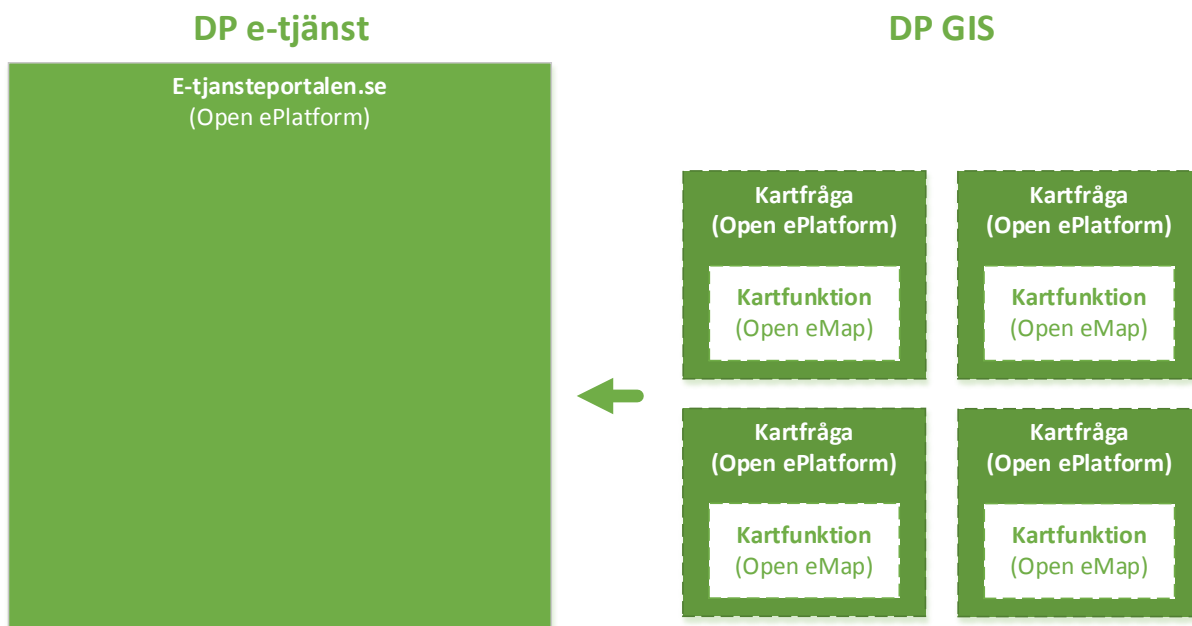 DP e-tjänst
E-tjansteportalen.se
(Open ePlatform)
DP GIS
Kartfråga
(Open ePlatform)
Kartfunktion
(Open eMap)
Kartfråga
(Open ePlatform)
Kartfunktion
(Open eMap)
Kartfråga
(Open ePlatform)
Kartfunktion
(Open eMap)
Kartfråga
(Open ePlatform)
Kartfunktion
(Open eMap)